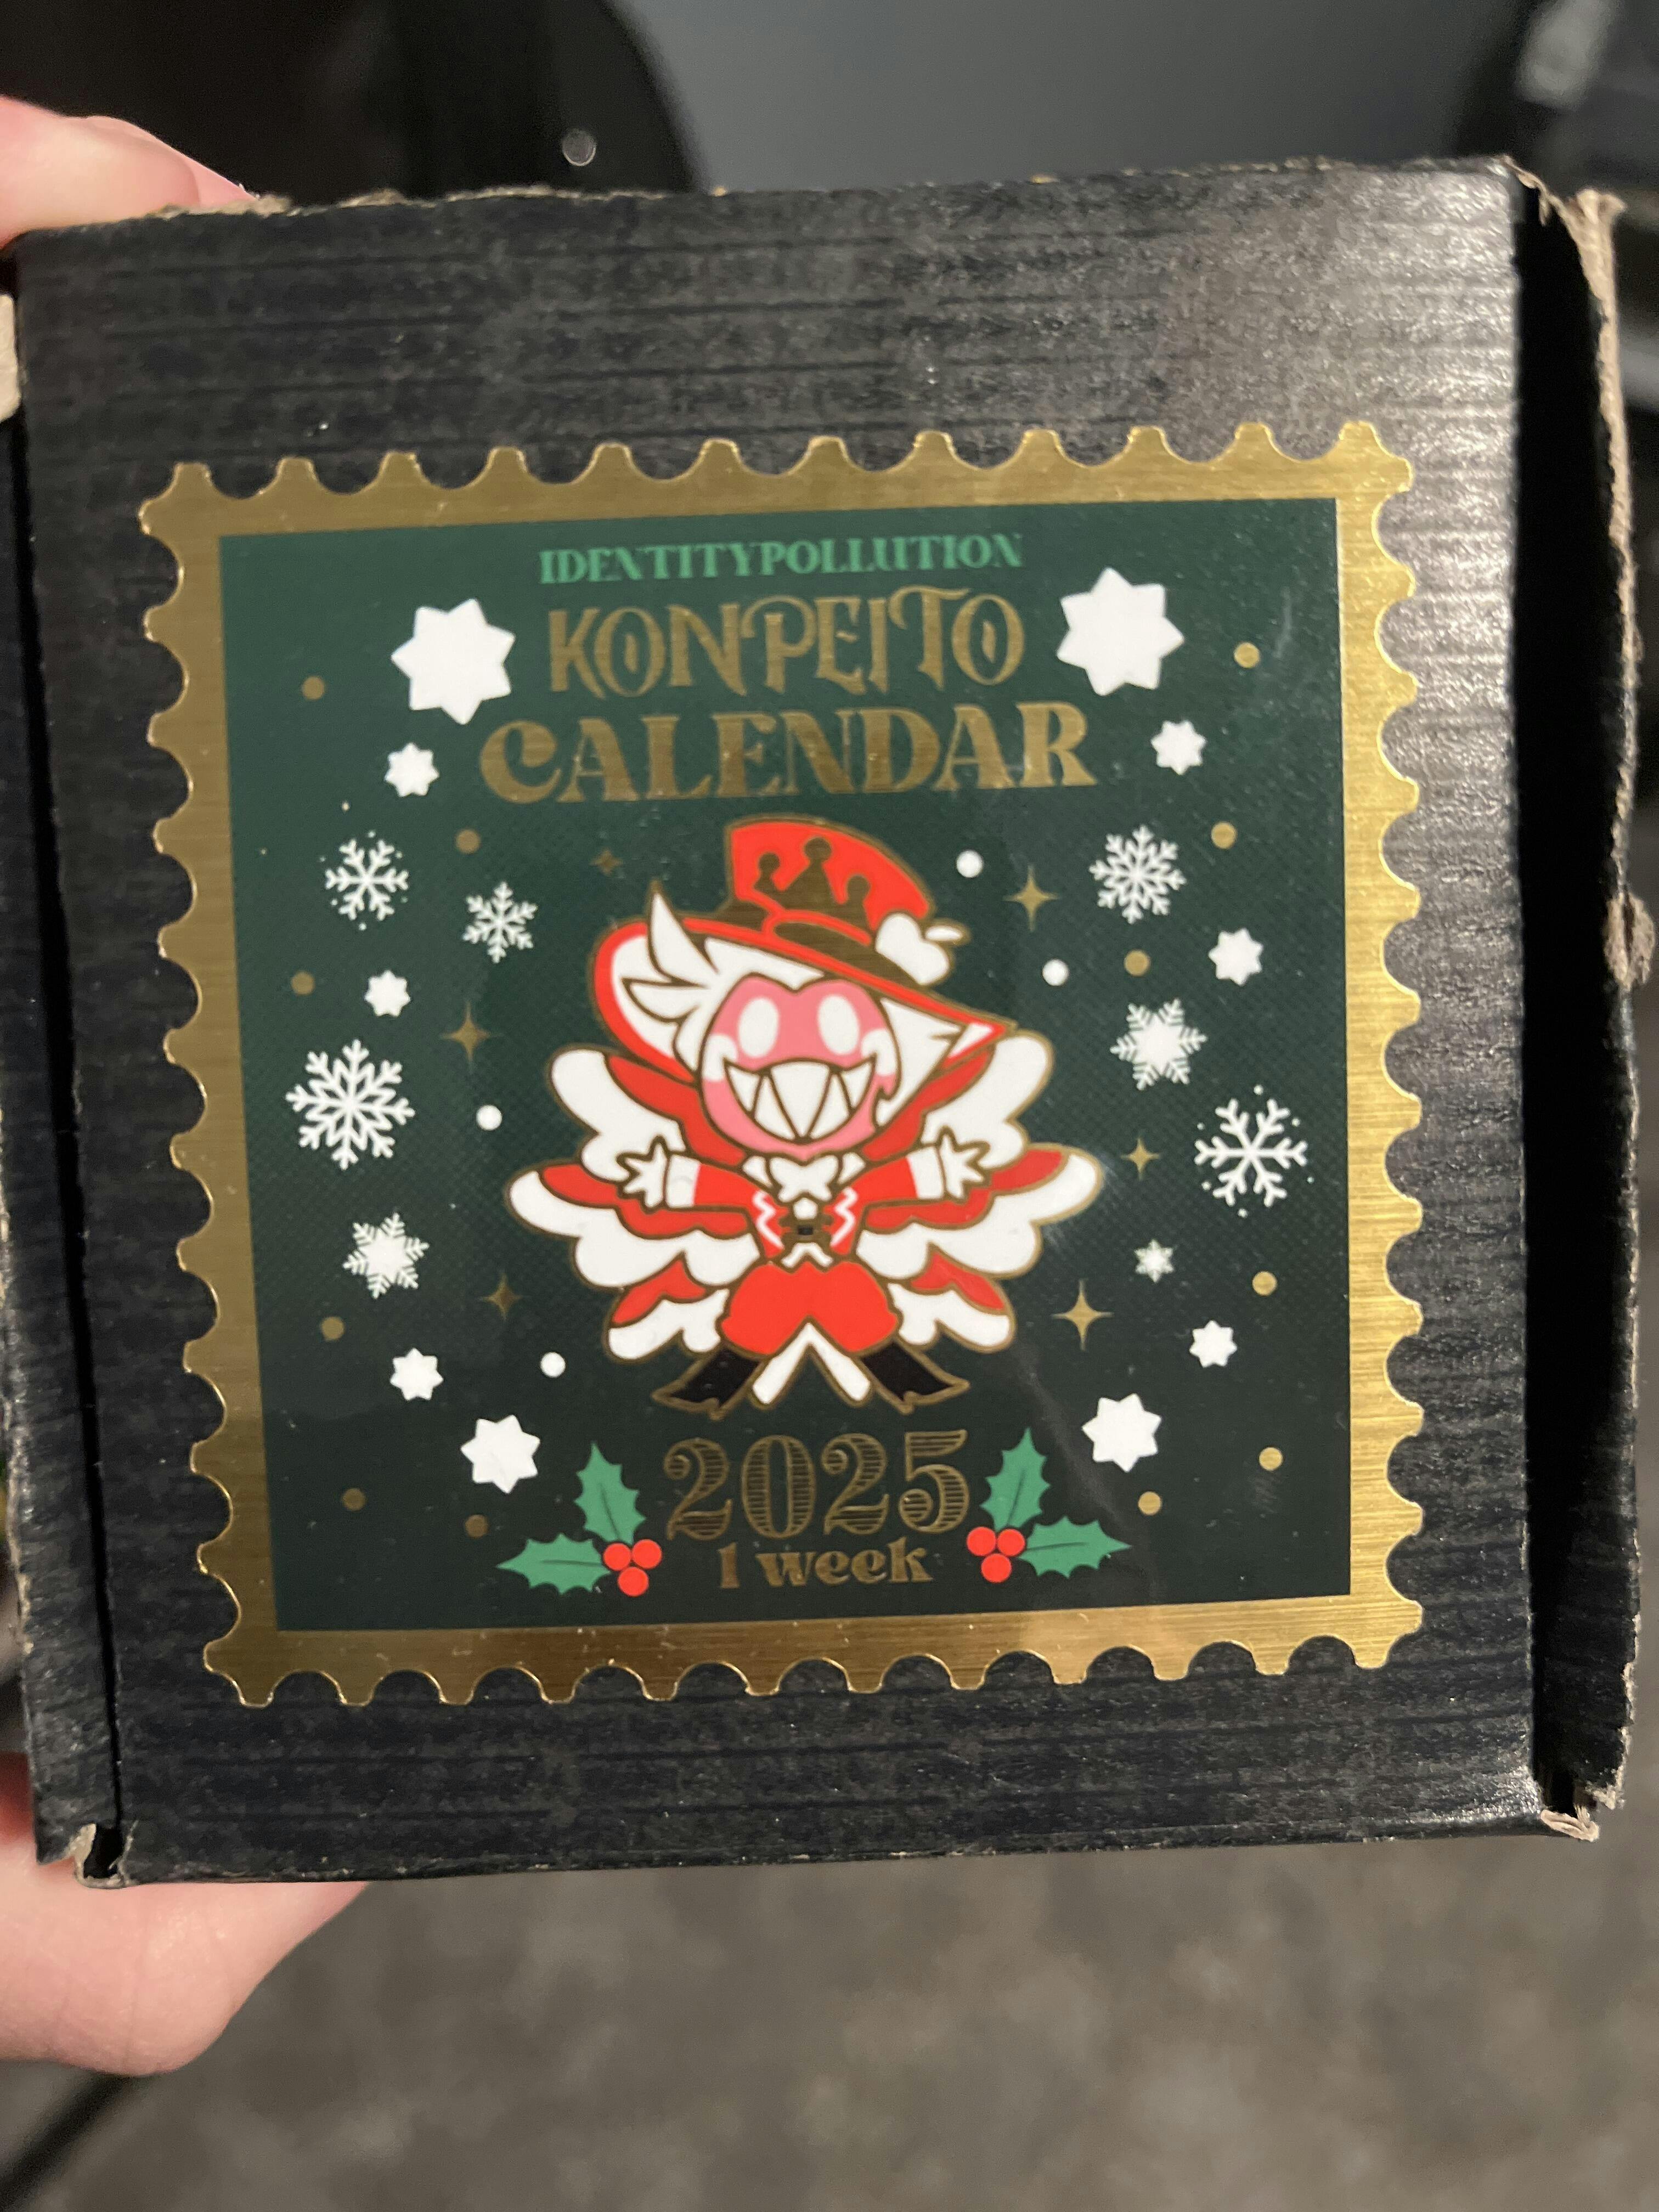 IDENTITYPOLLUTION
KONPEITO
CALENDAR
2025
1 week